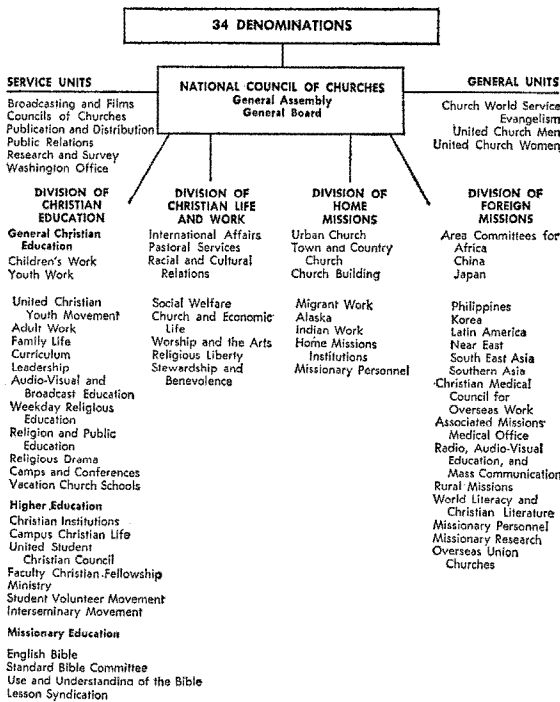 34 DENOMINATIONS
NATIONAL COUNCIL OF CHURCHES
General Assembly
General Board
SERVICE UNITS
Broadcasting and Films
Councils of Churches
Publication and Distribution
Public Relations
Research and Survey
Washington Office
GENERAL UNITS
Church World Service
Evangelism
United Church Men
United Church Women
DIVISION OF
CHRISTIAN
EDUCATION
General Christian
Education
Children's Work
Youth Work
United Christian
Youth Movement
Adult Work
Family Life
Curriculum
Leadership
Audio-Visual and
Broadcast Education
Weekday Religious
Education
Religion and Public
Education
Religious Drama
Camps and Conferences
Vacation Church Schools
Higher Education
Christian Institutions
Campus Christian Life
United Student
Christian Council
Faculty Christian Fellowship
Ministry
Student Volunteer Movement
Interseminary Movement
Missionary Education
English Bible
Standard Bible Committee
Use and Understanding of the Bible
Lesson Syndication
DIVISION OF
CHRISTIAN LIFE
AND WORK
International Affairs
Pastoral Services
Racial and Cultural
Relations
Social Welfare
Church and Economic
Life
Worship and the Arts
Religious Liberty
Stewardship and
Benevolence
DIVISION OF
HOME
MISSIONS
Urban Church
Town and Country
Church
Church Building
Migrant Work
Alaska
Indian Work
Home Missions
Institutions
Missionary Personnel
DIVISION OF
FOREIGN
MISSIONS
Area Committees for
Africa
China
Japan
Philippines
Korea
Latin America
Near East
South East Asia
Southern Asia
Christian Medical
Council for
Overseas Work
Associated Missions
Medical Office
Radio, Audio-Visual
Education, and
Mass Communication
Rural Missions
World Literacy and
Christian Literature
Missionary Personnel
Missionary Research
Overseas Union
Churches